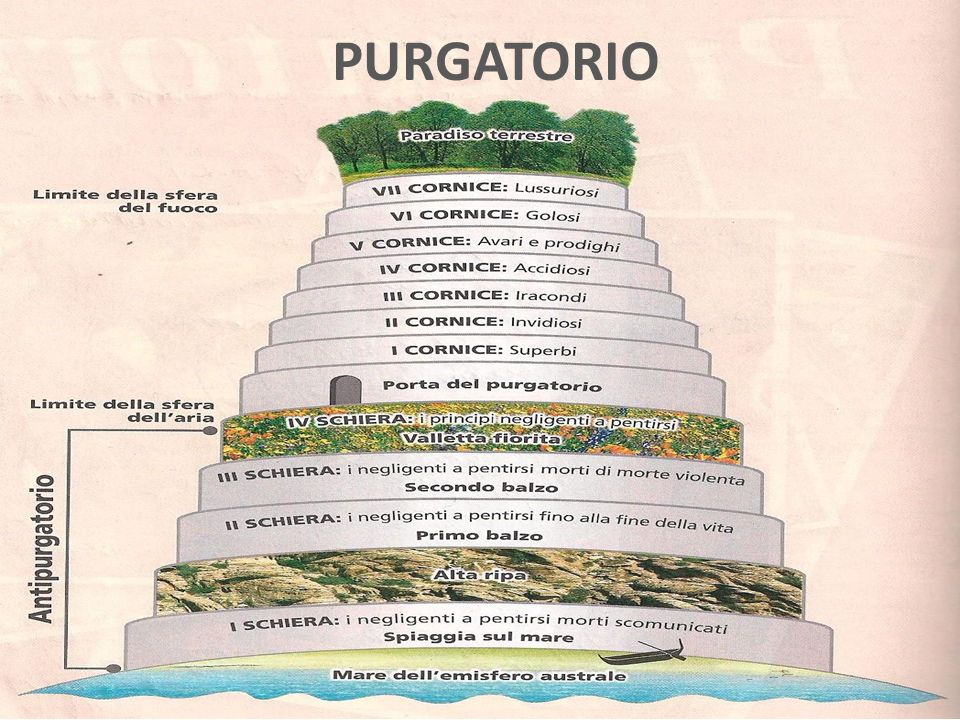 PURGATORIO
Paradiso terrestre
VII CORNICE: Lussuriosi
Limite della sfera
del fuoco
VI CORNICE: Golosi
V CORNICE: Avari e prodighi
IV CORNICE: Accidiosi
III CORNICE: Iracondi
II CORNICE: Invidiosi
I CORNICE: Superbi
Porta del purgatorio
Limite della sfera
dell'aria
IV SCHIERA: i principi negligenti a pentirsi
Valletta fiorita
III SCHIERA: i negligenti a pentirsi morti di morte violenta
Secondo balzo
II SCHIERA: i negligenti a pentirsi fino alla fine della vita
Primo balzo
Antipurgatorio
Alta ripa
I SCHIERA: i negligenti a pentirsi morti scomunicati
Spiaggia sul mare
Mare dell'emisfero australe